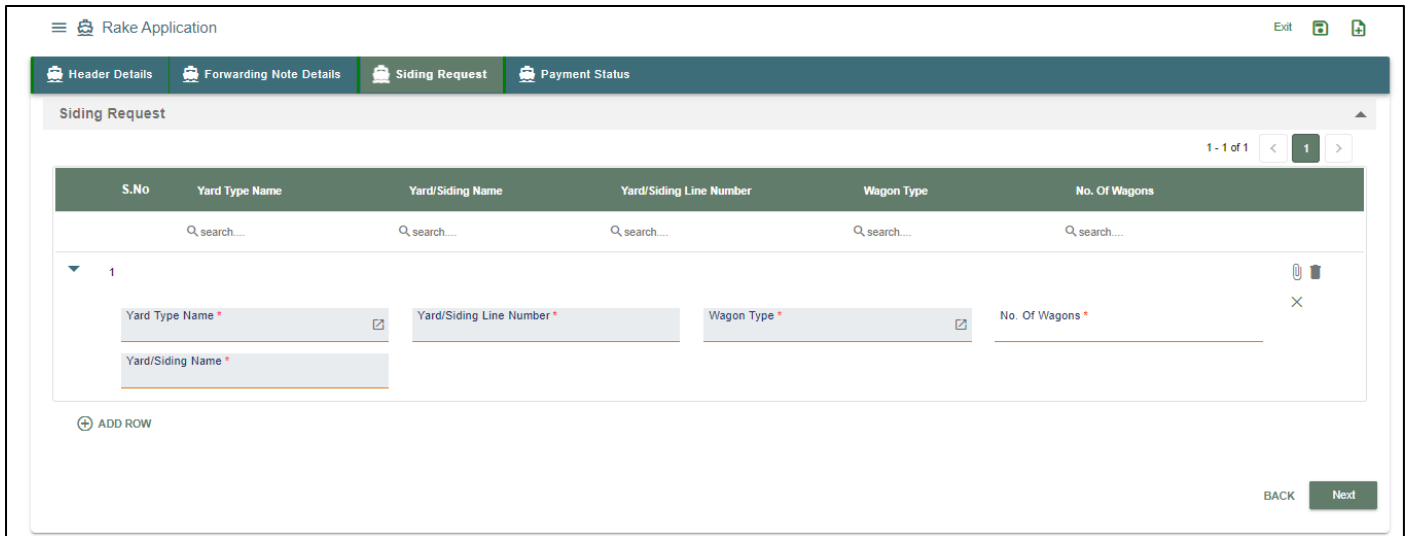 Rake Application
Exit
Header Details Forwarding Note Details Siding Request Payment Status
Siding Request
1 - 1 of 1 < 1 >
S.No Yard Type Name Yard/Siding Name Yard/Siding Line Number Wagon Type No. Of Wagons
search.... search.... search.... search.... search....
1
Yard Type Name * Yard/Siding Line Number * Wagon Type * No. Of Wagons *
Yard/Siding Name *
ADD ROW
BACK Next